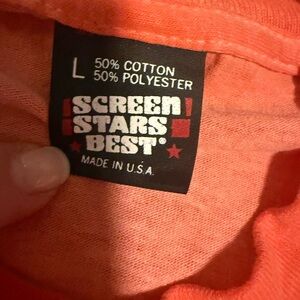 L 50% COTTON
50% POLYESTER
SCREEN
STARS
BEST®
MADE IN U.S.A.